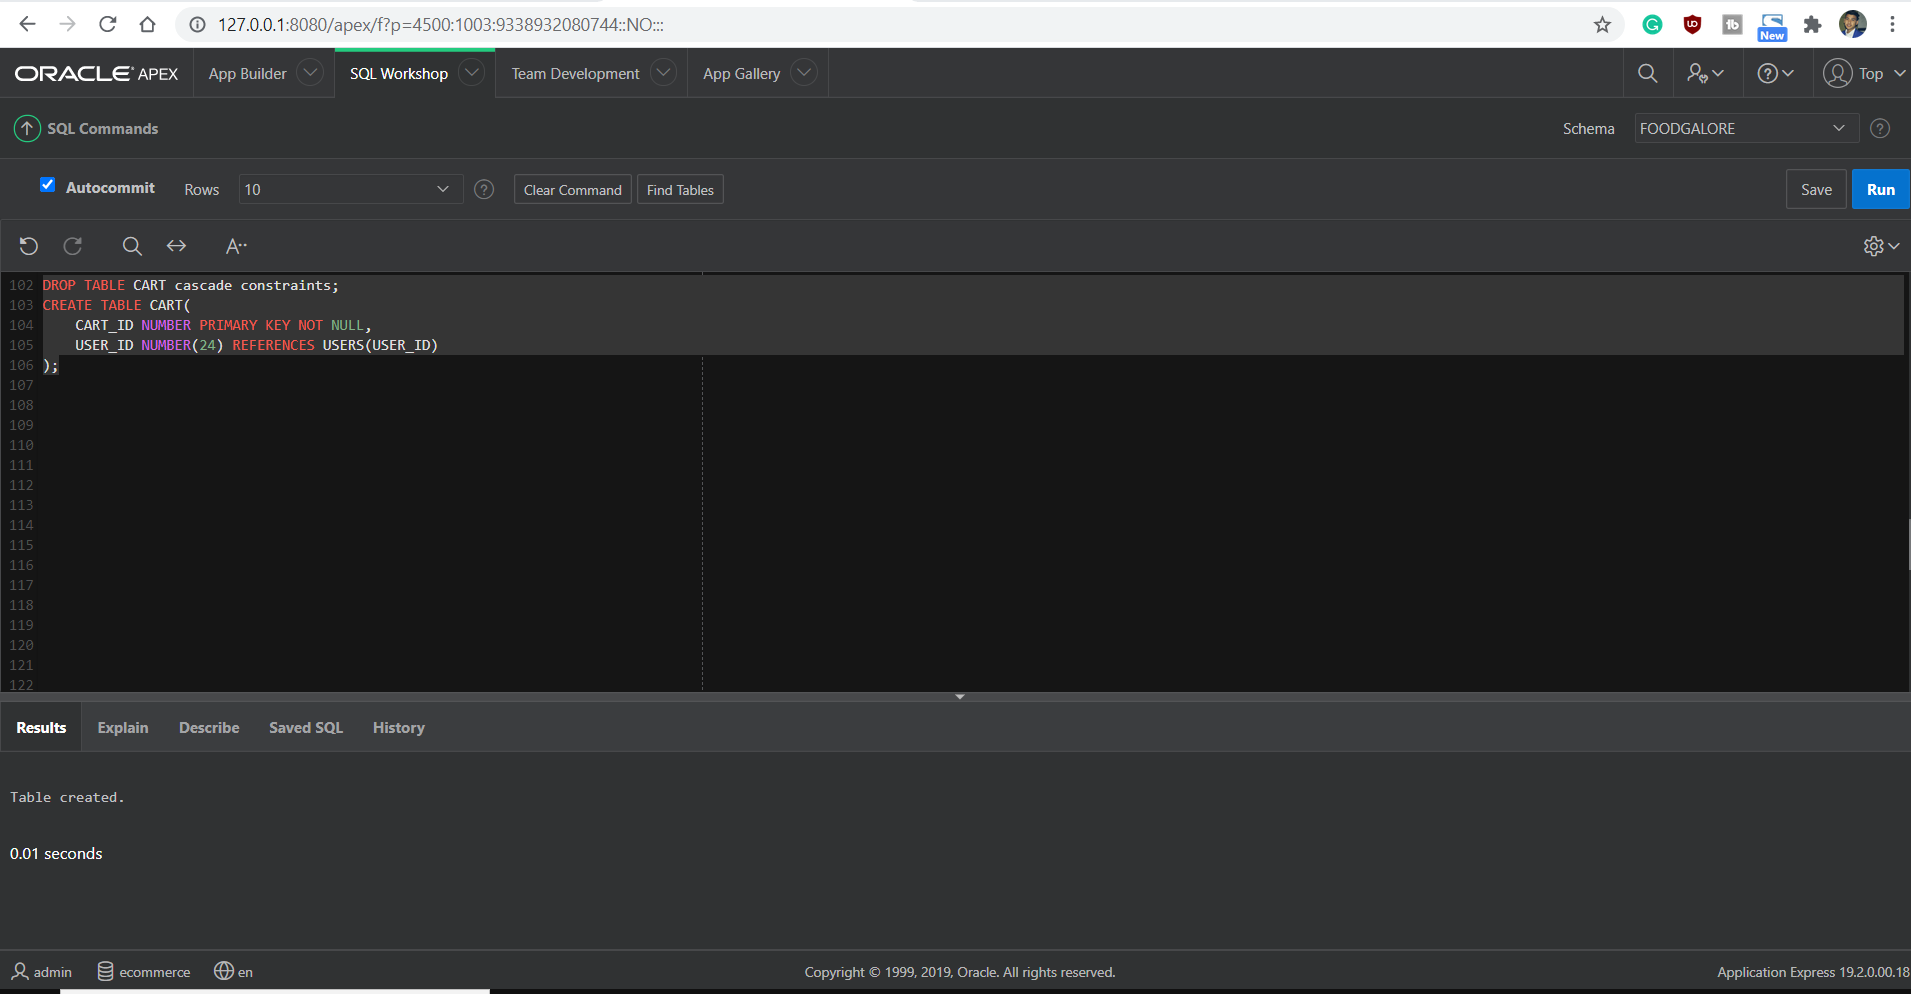 127.0.0.1:8080/apex/f?p=4500:1003:9338932080744::NO:::
New
ORACLE APEX App Builder SQL Workshop Team Development App Gallery Top
SQL Commands Schema FOODGALORE
Autocommit Rows 10 Clear Command Find Tables Save Run
102 DROP TABLE CART cascade constraints;
103 CREATE TABLE CART(
104 CART_ID NUMBER PRIMARY KEY NOT NULL,
105 USER_ID NUMBER(24) REFERENCES USERS(USER_ID)
106 );
107
108
109
110
111
112
113
114
115
116
117
118
119
120
121
122
Results Explain Describe Saved SQL History
Table created.
0.01 seconds
admin ecommerce en Copyright © 1999, 2019, Oracle. All rights reserved. Application Express 19.2.0.00.18